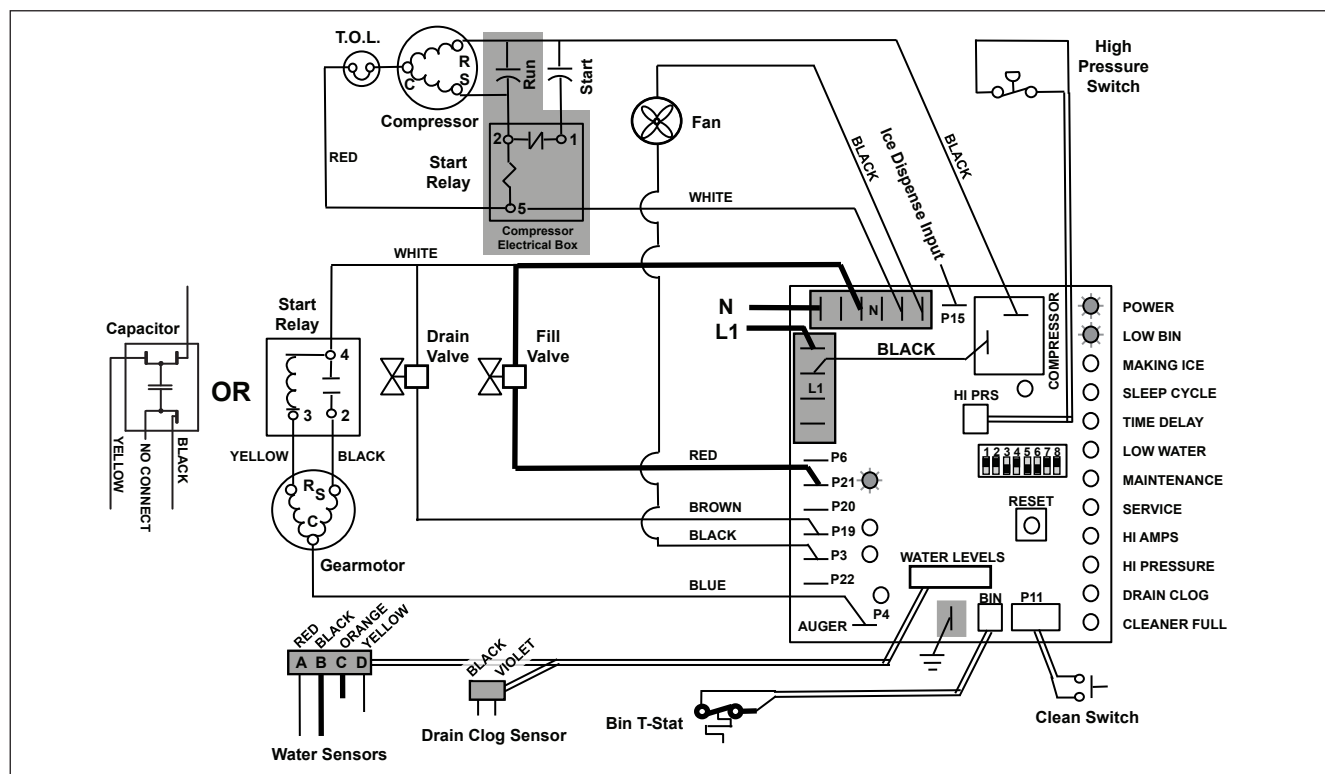 T.O.L.
R
S
C
Compressor
Run
Start
2
1
5
Start
Relay
Compressor
Electrical Box
RED
WHITE
Fan
BLACK
Ice Dispense Input
BLACK
High
Pressure
Switch
WHITE
Capacitor
OR
YELLOW
NO CONNECT
BLACK
Start
Relay
4
3
2
YELLOW
BLACK
R
S
C
Gearmotor
Drain
Valve
Fill
Valve
N
L1
N
P15
BLACK
L1
COMPRESSOR
HI PRS
1 2 3 4 5 6 7 8
RESET
POWER
LOW BIN
MAKING ICE
SLEEP CYCLE
TIME DELAY
LOW WATER
MAINTENANCE
SERVICE
HI AMPS
HI PRESSURE
DRAIN CLOG
CLEANER FULL
P6
RED
P21
P20
BROWN
P19
BLACK
P3
P22
BLUE
P4
AUGER
WATER LEVELS
BIN
P11
RED
BLACK
ORANGE
YELLOW
A B C D
Water Sensors
BLACK
VIOLET
Drain Clog Sensor
Bin T-Stat
Clean Switch